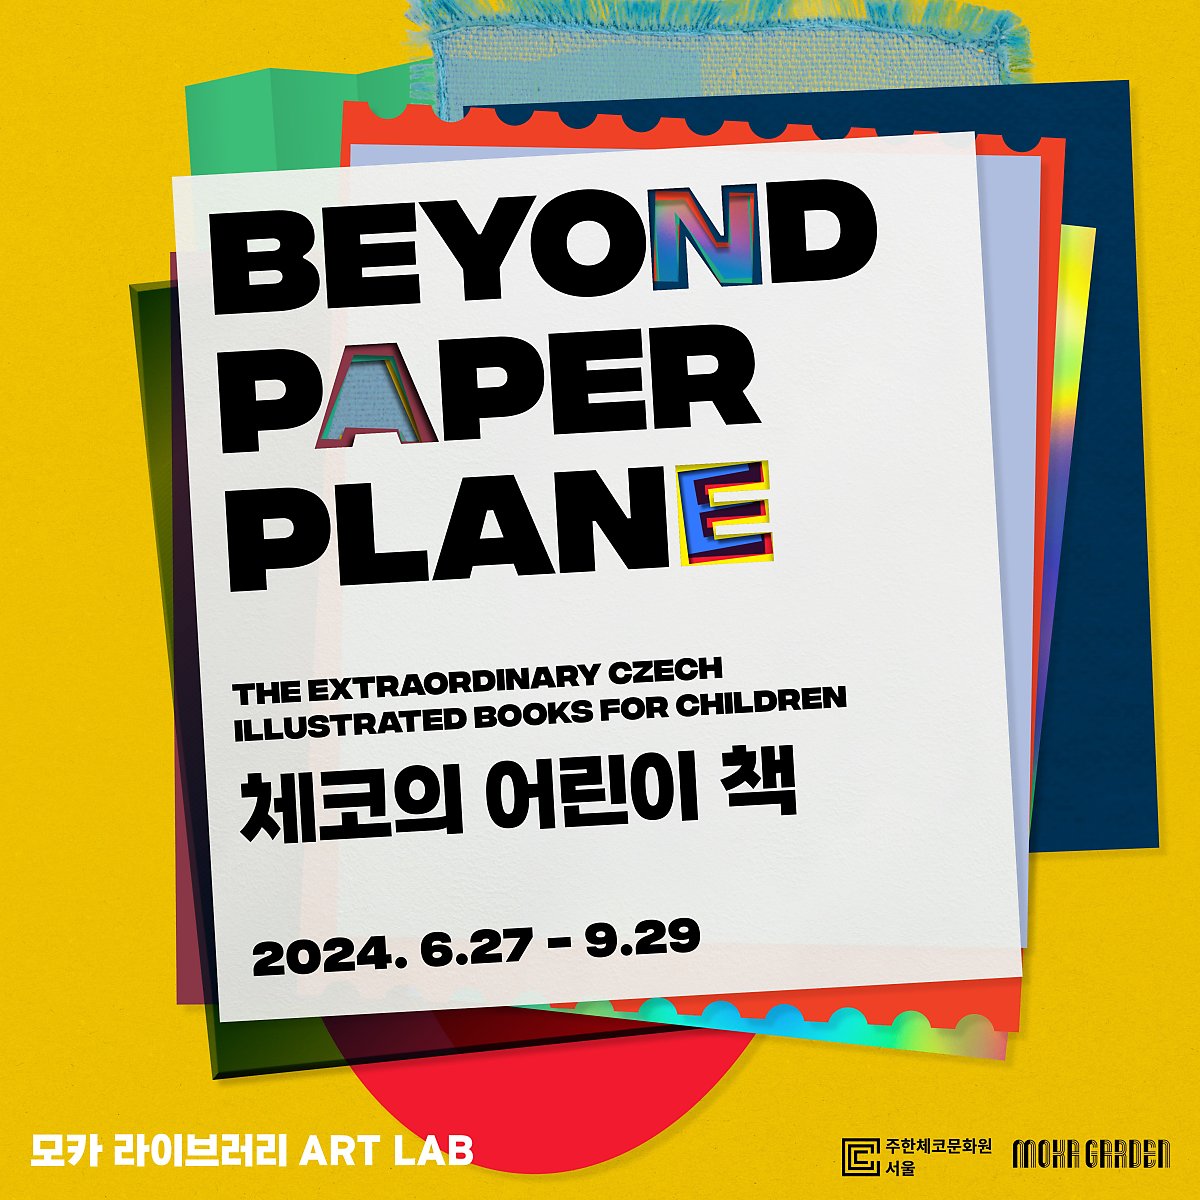 BEYOND
PAPER
PLANE
THE EXTRAORDINARY CZECH
ILLUSTRATED BOOKS FOR CHILDREN
체코의 어린이 책
2024. 6.27 - 9.29
모카 라이브러리 ART LAB
주한체코문화원
서울
MOKA GARDEN